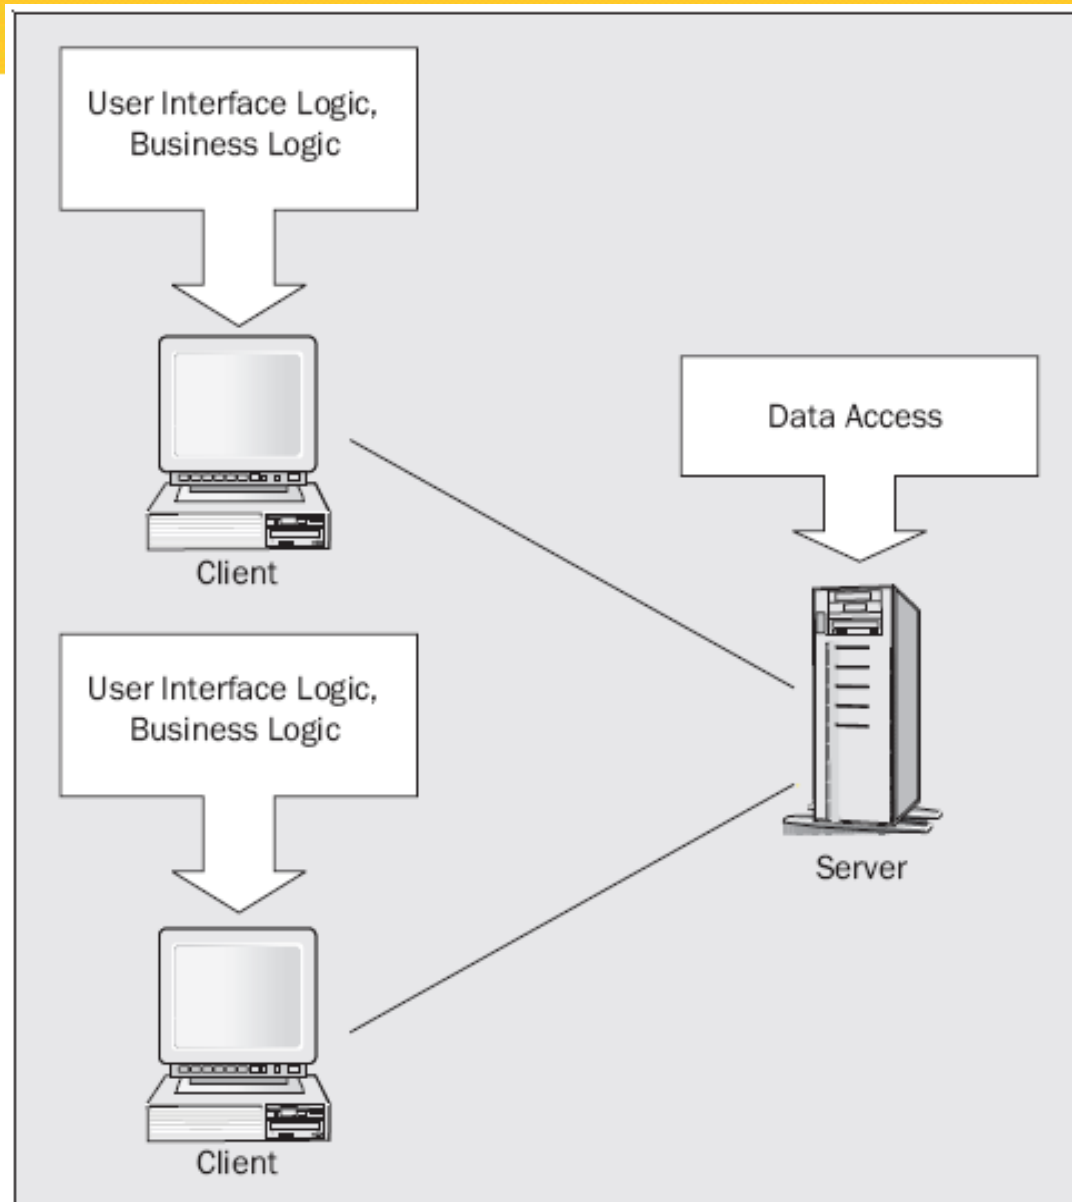 User Interface Logic,
Business Logic
Client
Data Access
Server
User Interface Logic,
Business Logic
Client